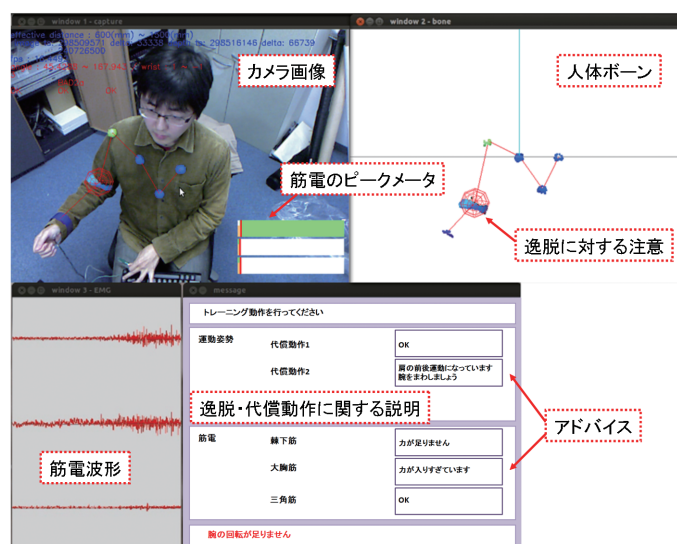 window 1 - capture
window 2 - bone
カメラ画像
人体ボーン
筋電のピークメータ
逸脱に対する注意
window 3 - EMG
message
トレーニング動作を行ってください
運動姿勢
代償動作1
OK
代償動作2
肩の前後運動になっています
腕をまわしましょう
逸脱・代償動作に関する説明
アドバイス
筋電
棘下筋
力が足りません
筋電波形
大胸筋
力が入りすぎています
三角筋
OK
腕の回転が足りません